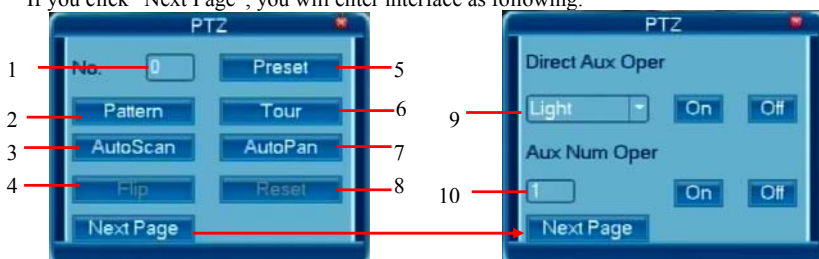 If you click "Next Page", you will enter interface as following:
PTZ
1 No. 0 Preset 5
2 Pattern Tour 6
3 AutoScan AutoPan 7
4 Flip Reset 8
Next Page
PTZ
Direct Aux Oper
9 Light On Off
Aux Num Oper
10 1 On Off
Next Page